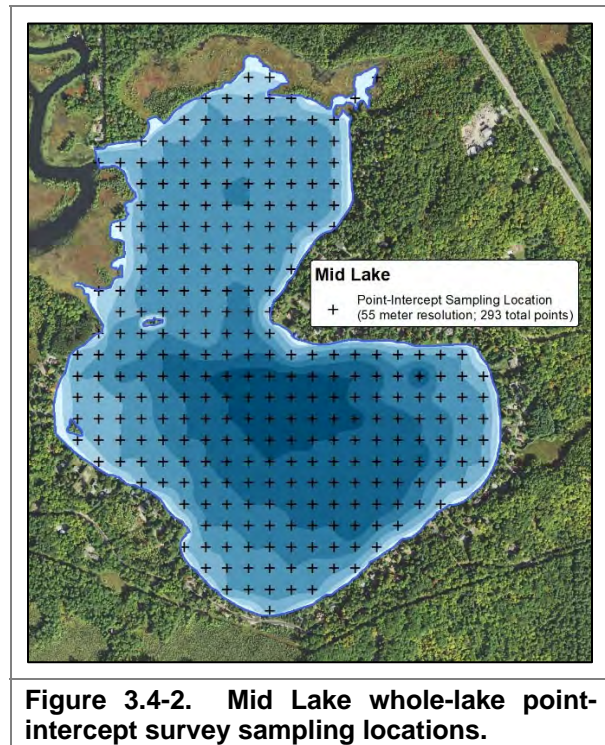 Mid Lake
Point-Intercept Sampling Location
(55 meter resolution; 293 total points)
Figure 3.4-2. Mid Lake whole-lake point-
intercept survey sampling locations.